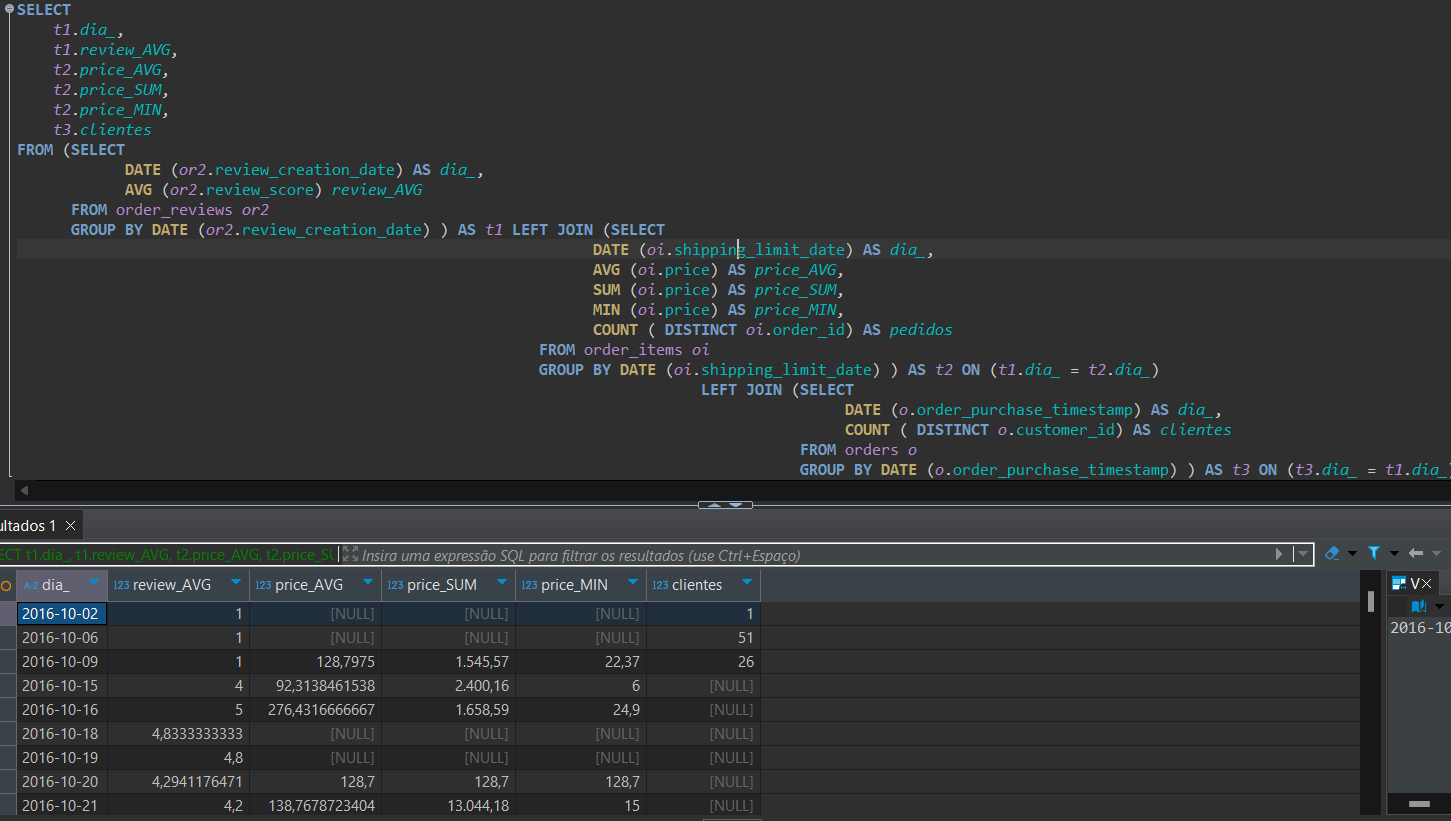 SELECT
t1.dia_,
t1.review_AVG,
t2.price_AVG,
t2.price_SUM,
t2.price_MIN,
t3.clientes
FROM (SELECT
DATE (or2.review_creation_date) AS dia_,
AVG (or2.review_score) review_AVG
FROM order_reviews or2
GROUP BY DATE (or2.review_creation_date) ) AS t1 LEFT JOIN (SELECT
DATE (oi.shipping_limit_date) AS dia_,
AVG (oi.price) AS price_AVG,
SUM (oi.price) AS price_SUM,
MIN (oi.price) AS price_MIN,
COUNT ( DISTINCT oi.order_id) AS pedidos
FROM order_items oi
GROUP BY DATE (oi.shipping_limit_date) ) AS t2 ON (t1.dia_ = t2.dia_)
LEFT JOIN (SELECT
DATE (o.order_purchase_timestamp) AS dia_,
COUNT ( DISTINCT o.customer_id) AS clientes
FROM orders o
GROUP BY DATE (o.order_purchase_timestamp) ) AS t3 ON (t3.dia_ = t1.dia_)
ultados 1
ECT t1.dia_, t1.review_AVG, t2.price_AVG, t2.price_SU Insira uma expressão SQL para filtrar os resultados (use Ctrl+Espaço)
A-Z dia_ 123 review_AVG 123 price_AVG 123 price_SUM 123 price_MIN 123 clientes V
2016-10-02 1 [NULL] [NULL] [NULL] 1 2016-10
2016-10-06 1 [NULL] [NULL] [NULL] 51
2016-10-09 1 128,7975 1.545,57 22,37 26
2016-10-15 4 92,3138461538 2.400,16 6 [NULL]
2016-10-16 5 276,4316666667 1.658,59 24,9 [NULL]
2016-10-18 4,8333333333 [NULL] [NULL] [NULL] [NULL]
2016-10-19 4,8 [NULL] [NULL] [NULL] [NULL]
2016-10-20 4,2941176471 128,7 128,7 128,7 [NULL]
2016-10-21 4,2 138,7678723404 13.044,18 15 [NULL]